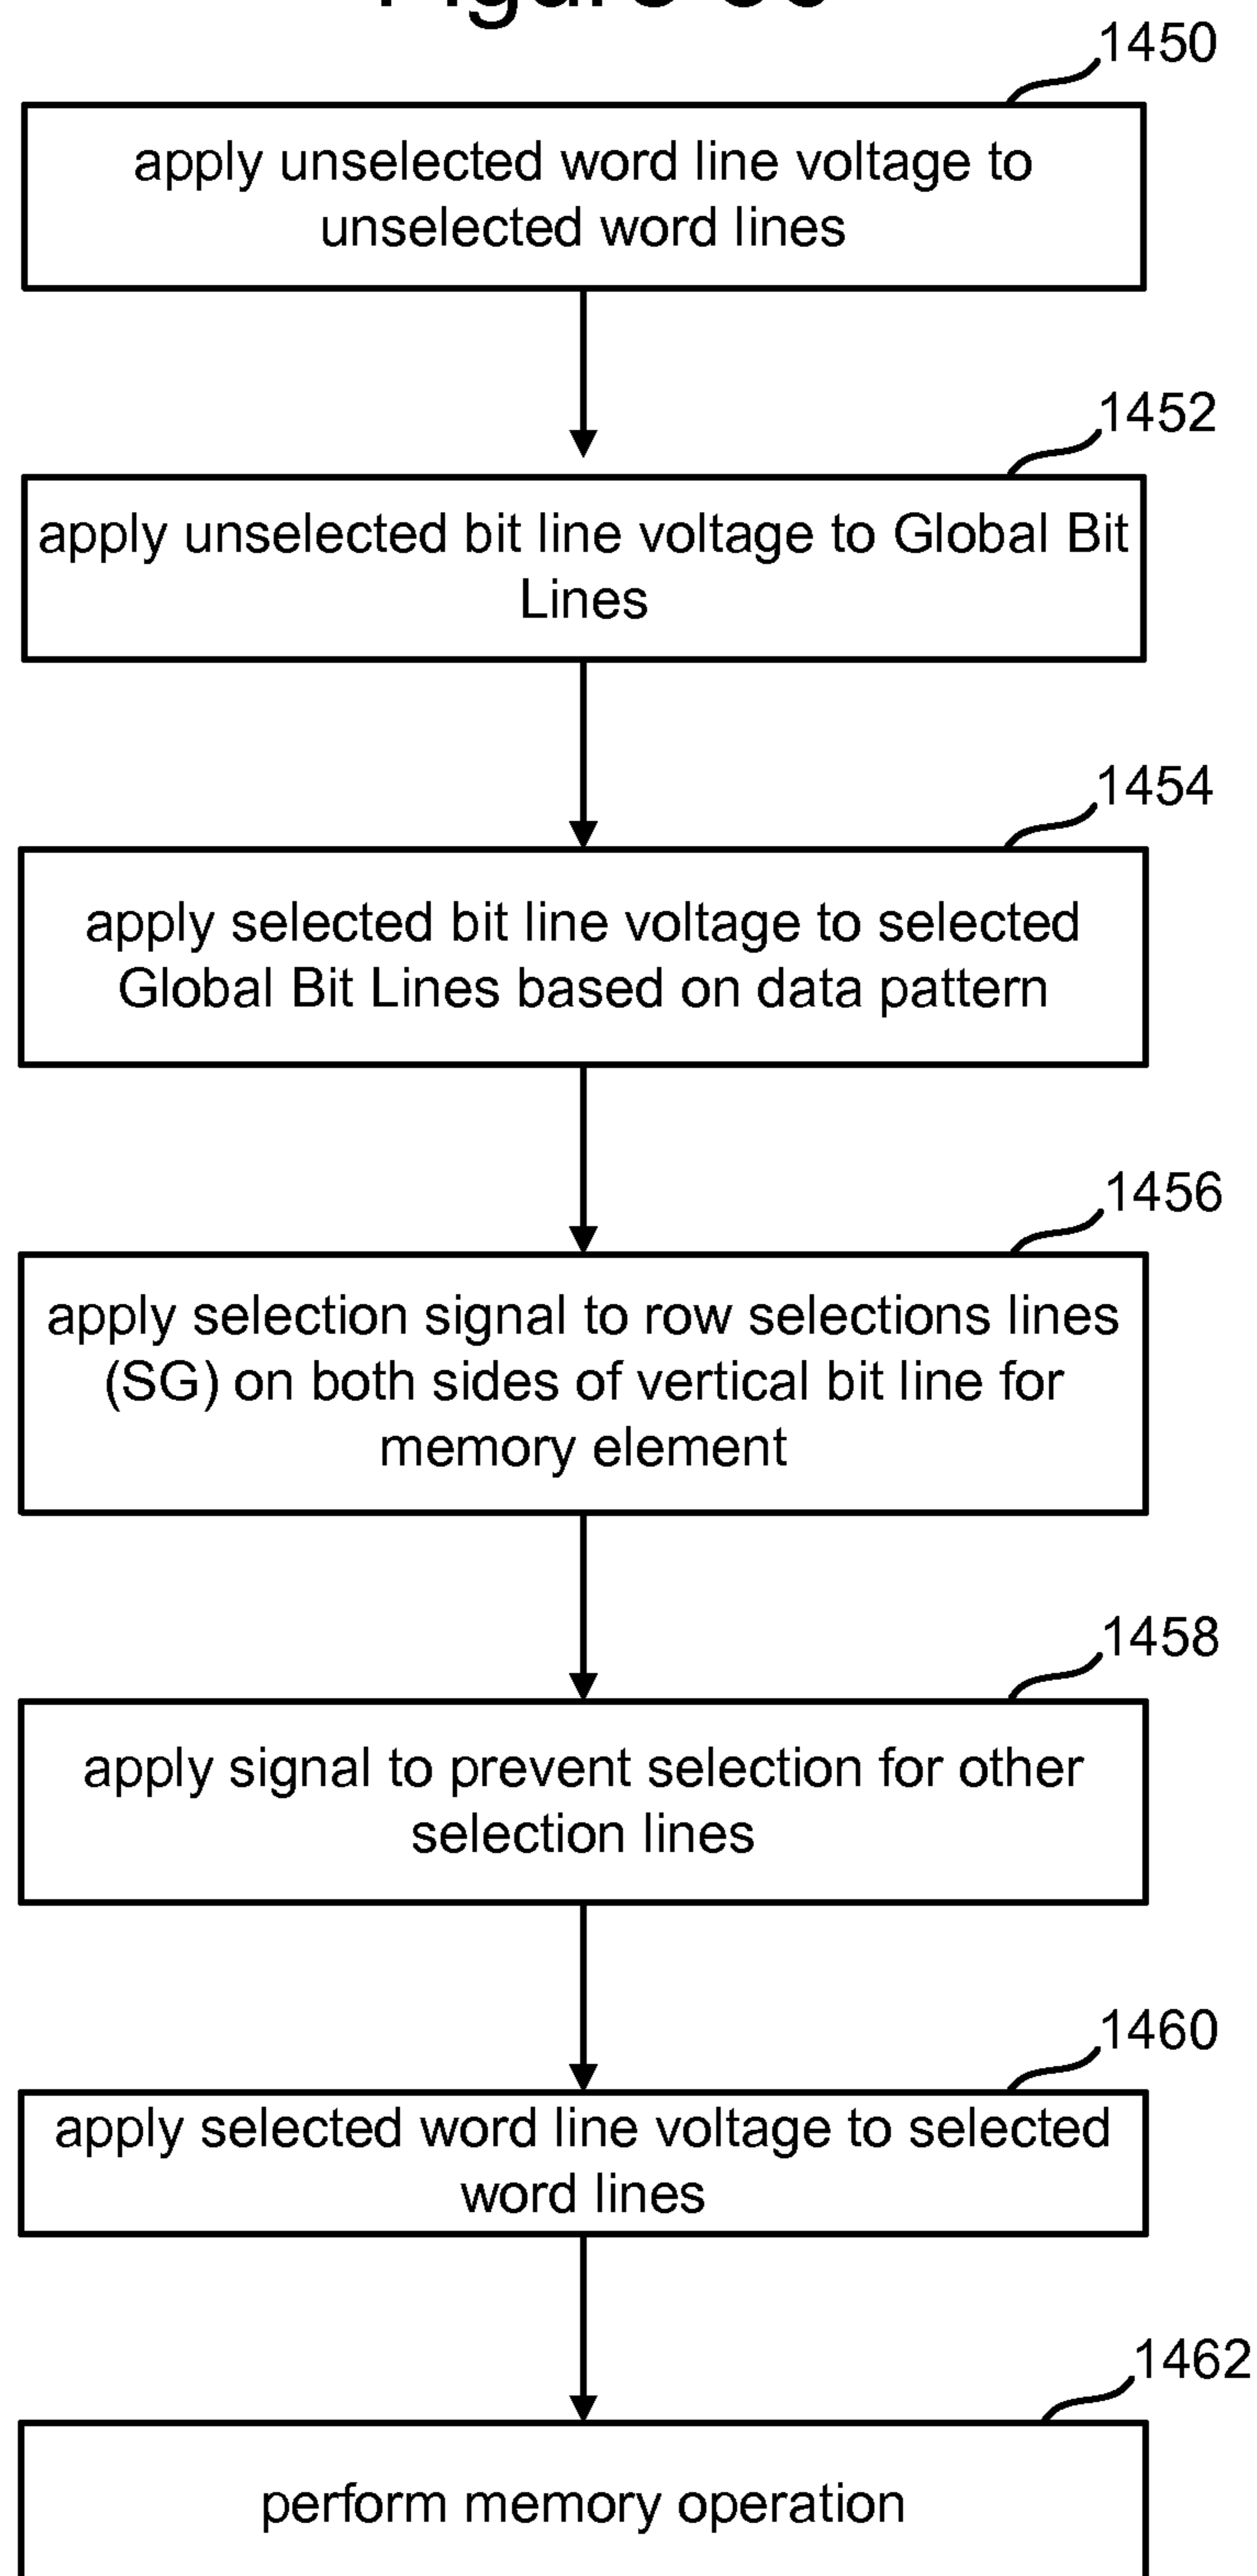 1450
apply unselected word line voltage to
unselected word lines
1452
apply unselected bit line voltage to Global Bit
Lines
1454
apply selected bit line voltage to selected
Global Bit Lines based on data pattern
1456
apply selection signal to row selections lines
(SG) on both sides of vertical bit line for
memory element
1458
apply signal to prevent selection for other
selection lines
1460
apply selected word line voltage to selected
word lines
1462
perform memory operation